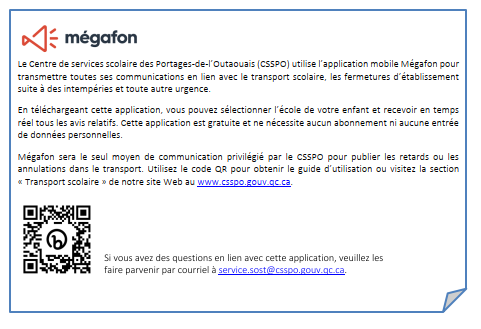 mégafon
Le Centre de services scolaire des Portages-de-l'Outaouais (CSSPO) utilise l'application mobile Mégafon pour
transmettre toutes ses communications en lien avec le transport scolaire, les fermetures d'établissement
suite à des intempéries et toute autre urgence.
En téléchargeant cette application, vous pouvez sélectionner l'école de votre enfant et recevoir en temps
réel tous les avis relatifs. Cette application est gratuite et ne nécessite aucun abonnement ni aucune entrée
de données personnelles.
Mégafon sera le seul moyen de communication privilégié par le CSSPO pour publier les retards ou les
annulations dans le transport. Utilisez le code QR pour obtenir le guide d'utilisation ou visitez la section
« Transport scolaire » de notre site Web au www.csspo.gouv.qc.ca.
Si vous avez des questions en lien avec cette application, veuillez les
faire parvenir par courriel à service.sost@csspo.gouv.qc.ca.